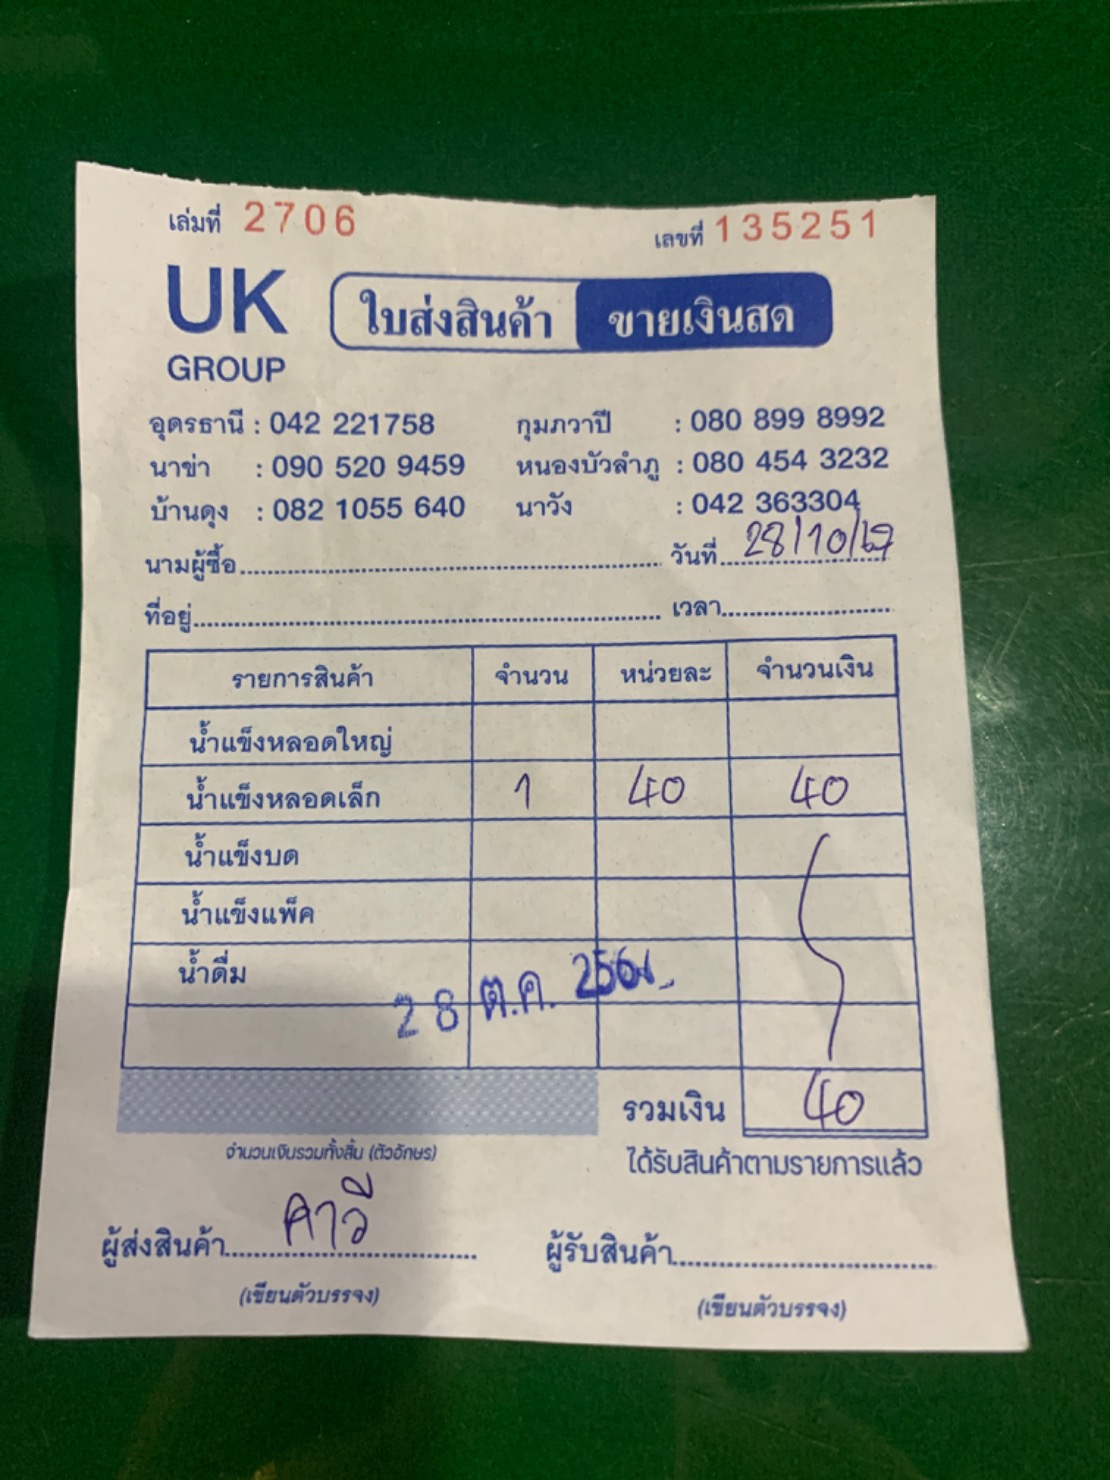 เล่มที่ 2706 เลขที่ 135251
UK GROUP
ใบส่งสินค้า ขายเงินสด
อุดรธานี : 042 221758 กุมภวาปี : 080 899 8992
นาข่า : 090 520 9459 หนองบัวลำภู : 080 454 3232
บ้านดุง : 082 1055 640 นาวัง : 042 363304
นามผู้ซื้อ วันที่ 28/10/67
ที่อยู่ เวลา
รายการสินค้า จำนวน หน่วยละ จำนวนเงิน
น้ำแข็งหลอดใหญ่
น้ำแข็งหลอดเล็ก 1 40 40
น้ำแข็งบด
น้ำแข็งแพ็ค
น้ำดื่ม
28 ต.ค.
รวมเงิน 40
จำนวนเงินรวมทั้งสิ้น (ตัวอักษร) ได้รับสินค้าตามรายการแล้ว
ผู้ส่งสินค้า คาวี ผู้รับสินค้า
(เขียนตัวบรรจง) (เขียนตัวบรรจง)